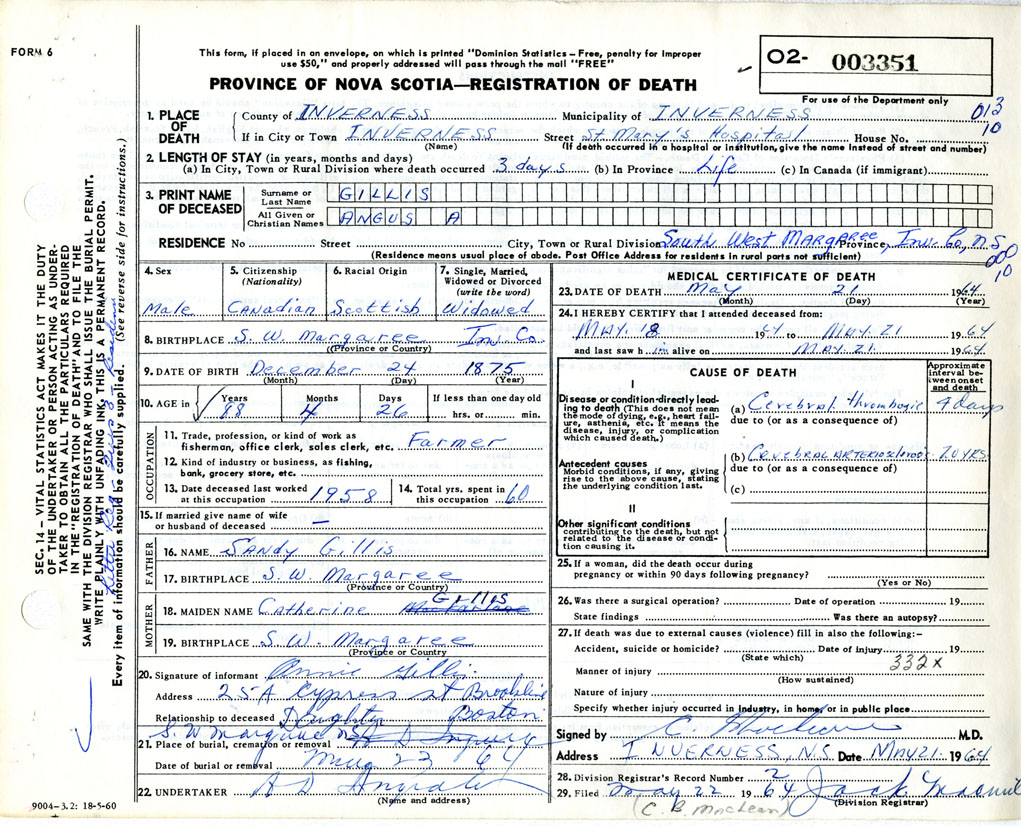 FORM 6
This form, if placed in an envelope, on which is printed "Dominion Statistics – Free, penalty for improper
use $50," and properly addressed will pass through the mail "FREE"
02- 003351
For use of the Department only
PROVINCE OF NOVA SCOTIA—REGISTRATION OF DEATH
013
10
1. PLACE OF DEATH
County of INVERNESS Municipality of INVERNESS
If in City or Town INVERNESS Street St Mary's Hospital House No.
(Name) (If death occurred in a hospital or institution, give the name instead of street and number)
2. LENGTH OF STAY (in years, months and days)
(a) In City, Town or Rural Division where death occurred 3 days (b) In Province Life (c) In Canada (if immigrant)
3. PRINT NAME OF DECEASED
Surname or Last Name GILLIS
All Given or Christian Names ANGUS A
RESIDENCE No Street City, Town or Rural Division South West Margaree Province, Inv. Co, N.S
(Residence means usual place of abode. Post Office Address for residents in rural parts not sufficient)
000
10
4. Sex
Male
5. Citizenship
(Nationality)
Canadian
6. Racial Origin
Scottish
7. Single, Married, Widowed or Divorced
(write the word)
Widowed
8. BIRTHPLACE S. W. Margaree Inv. Co.
(Province or Country)
9. DATE OF BIRTH December 24 1875
(Month) (Day) (Year)
10. AGE in
Years Months Days If less than one day old
88 4 26 hrs. or min.
OCCUPATION
11. Trade, profession, or kind of work as
fisherman, office clerk, sales clerk, etc. Farmer
12. Kind of industry or business, as fishing,
bank, grocery store, etc.
13. Date deceased last worked
at this occupation 1958
14. Total yrs. spent in
this occupation 60
15. If married give name of wife
or husband of deceased —
FATHER
16. NAME Sandy Gillis
17. BIRTHPLACE S. W. Margaree
(Province or Country)
MOTHER
Gillis
18. MAIDEN NAME Catherine
19. BIRTHPLACE S. W. Margaree
(Province or Country)
20. Signature of informant Annie Gillis
Address 25A Cypress st Brookline
Relationship to deceased Daughter Boston
S. W Margaree NS
21. Place of burial, cremation or removal
Date of burial or removal May 23 64
22. UNDERTAKER A D
(Name and address)
9004–3.2: 18-5-60
MEDICAL CERTIFICATE OF DEATH
23. DATE OF DEATH May 21 1964
(Month) (Day) (Year)
24. I HEREBY CERTIFY that I attended deceased from:
MAY 18 64 to MAY. 21 1964
and last saw him alive on MAY 21. 1964
CAUSE OF DEATH
Approximate interval between onset and death
I
Disease or condition directly leading to death (This does not mean the mode of dying, e.g., heart failure, asthenia, etc. It means the disease, injury, or complication which caused death.)
(a) Cerebral thrombosis 4 days
due to (or as a consequence of)
Antecedent causes
Morbid conditions, if any, giving rise to the above cause, stating the underlying condition last.
(b) Cerebral arteriosclerosis 20 yrs
due to (or as a consequence of)
(c)
II
Other significant conditions
contributing to the death, but not related to the disease or condition causing it.
25. If a woman, did the death occur during
pregnancy or within 90 days following pregnancy?
(Yes or No)
26. Was there a surgical operation? Date of operation 19
State findings Was there an autopsy?
27. If death was due to external causes (violence) fill in also the following:–
Accident, suicide or homicide? Date of injury 19
(State which)
332x
Manner of injury
(How sustained)
Nature of injury
Specify whether injury occurred in industry, in home, or in public place
Signed by C. MacLean M.D.
Address INVERNESS, N.S. Date MAY 21. 1964
28. Division Registrar's Record Number 2
29. Filed May 22 1964 Jack
(Division Registrar)
(C. B. MacLean)
SEC. 14 – VITAL STATISTICS ACT MAKES IT THE DUTY
OF THE UNDERTAKER OR PERSON ACTING AS UNDER-
TAKER TO OBTAIN ALL THE PARTICULARS REQUIRED
IN THE "REGISTRATION OF DEATH" AND TO FILE THE
SAME WITH THE DIVISION REGISTRAR WHO SHALL ISSUE THE BURIAL PERMIT.
WRITE PLAINLY WITH UNFADING INK, THIS IS A PERMANENT RECORD.
Every item of information should be carefully supplied. (See reverse side for instructions.)